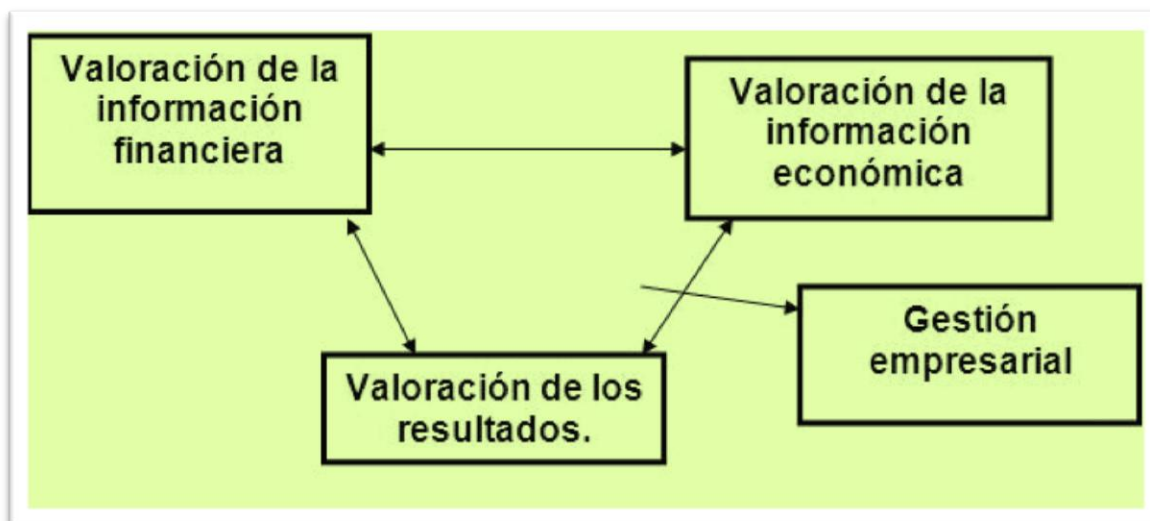 Valoración de la
información
financiera
Valoración de la
información
económica
Gestión
empresarial
Valoración de los
resultados.